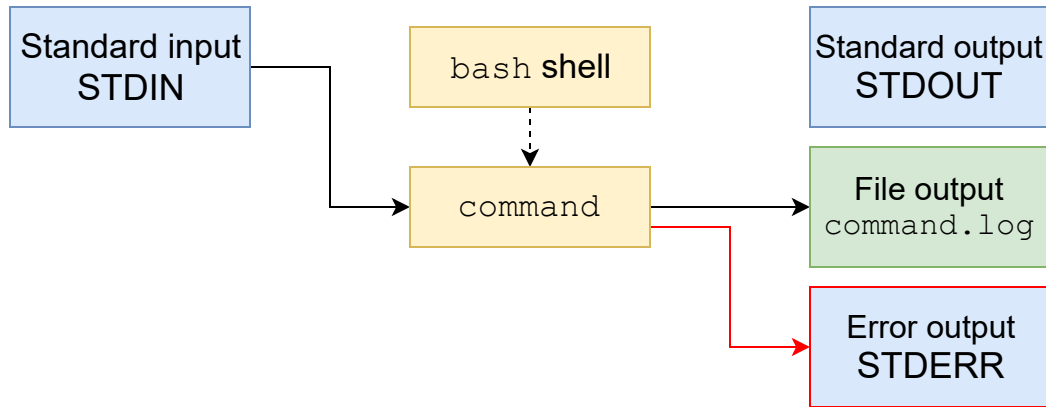 Standard input
STDIN
bash shell
Standard output
STDOUT
command
File output
command.log
Error output
STDERR